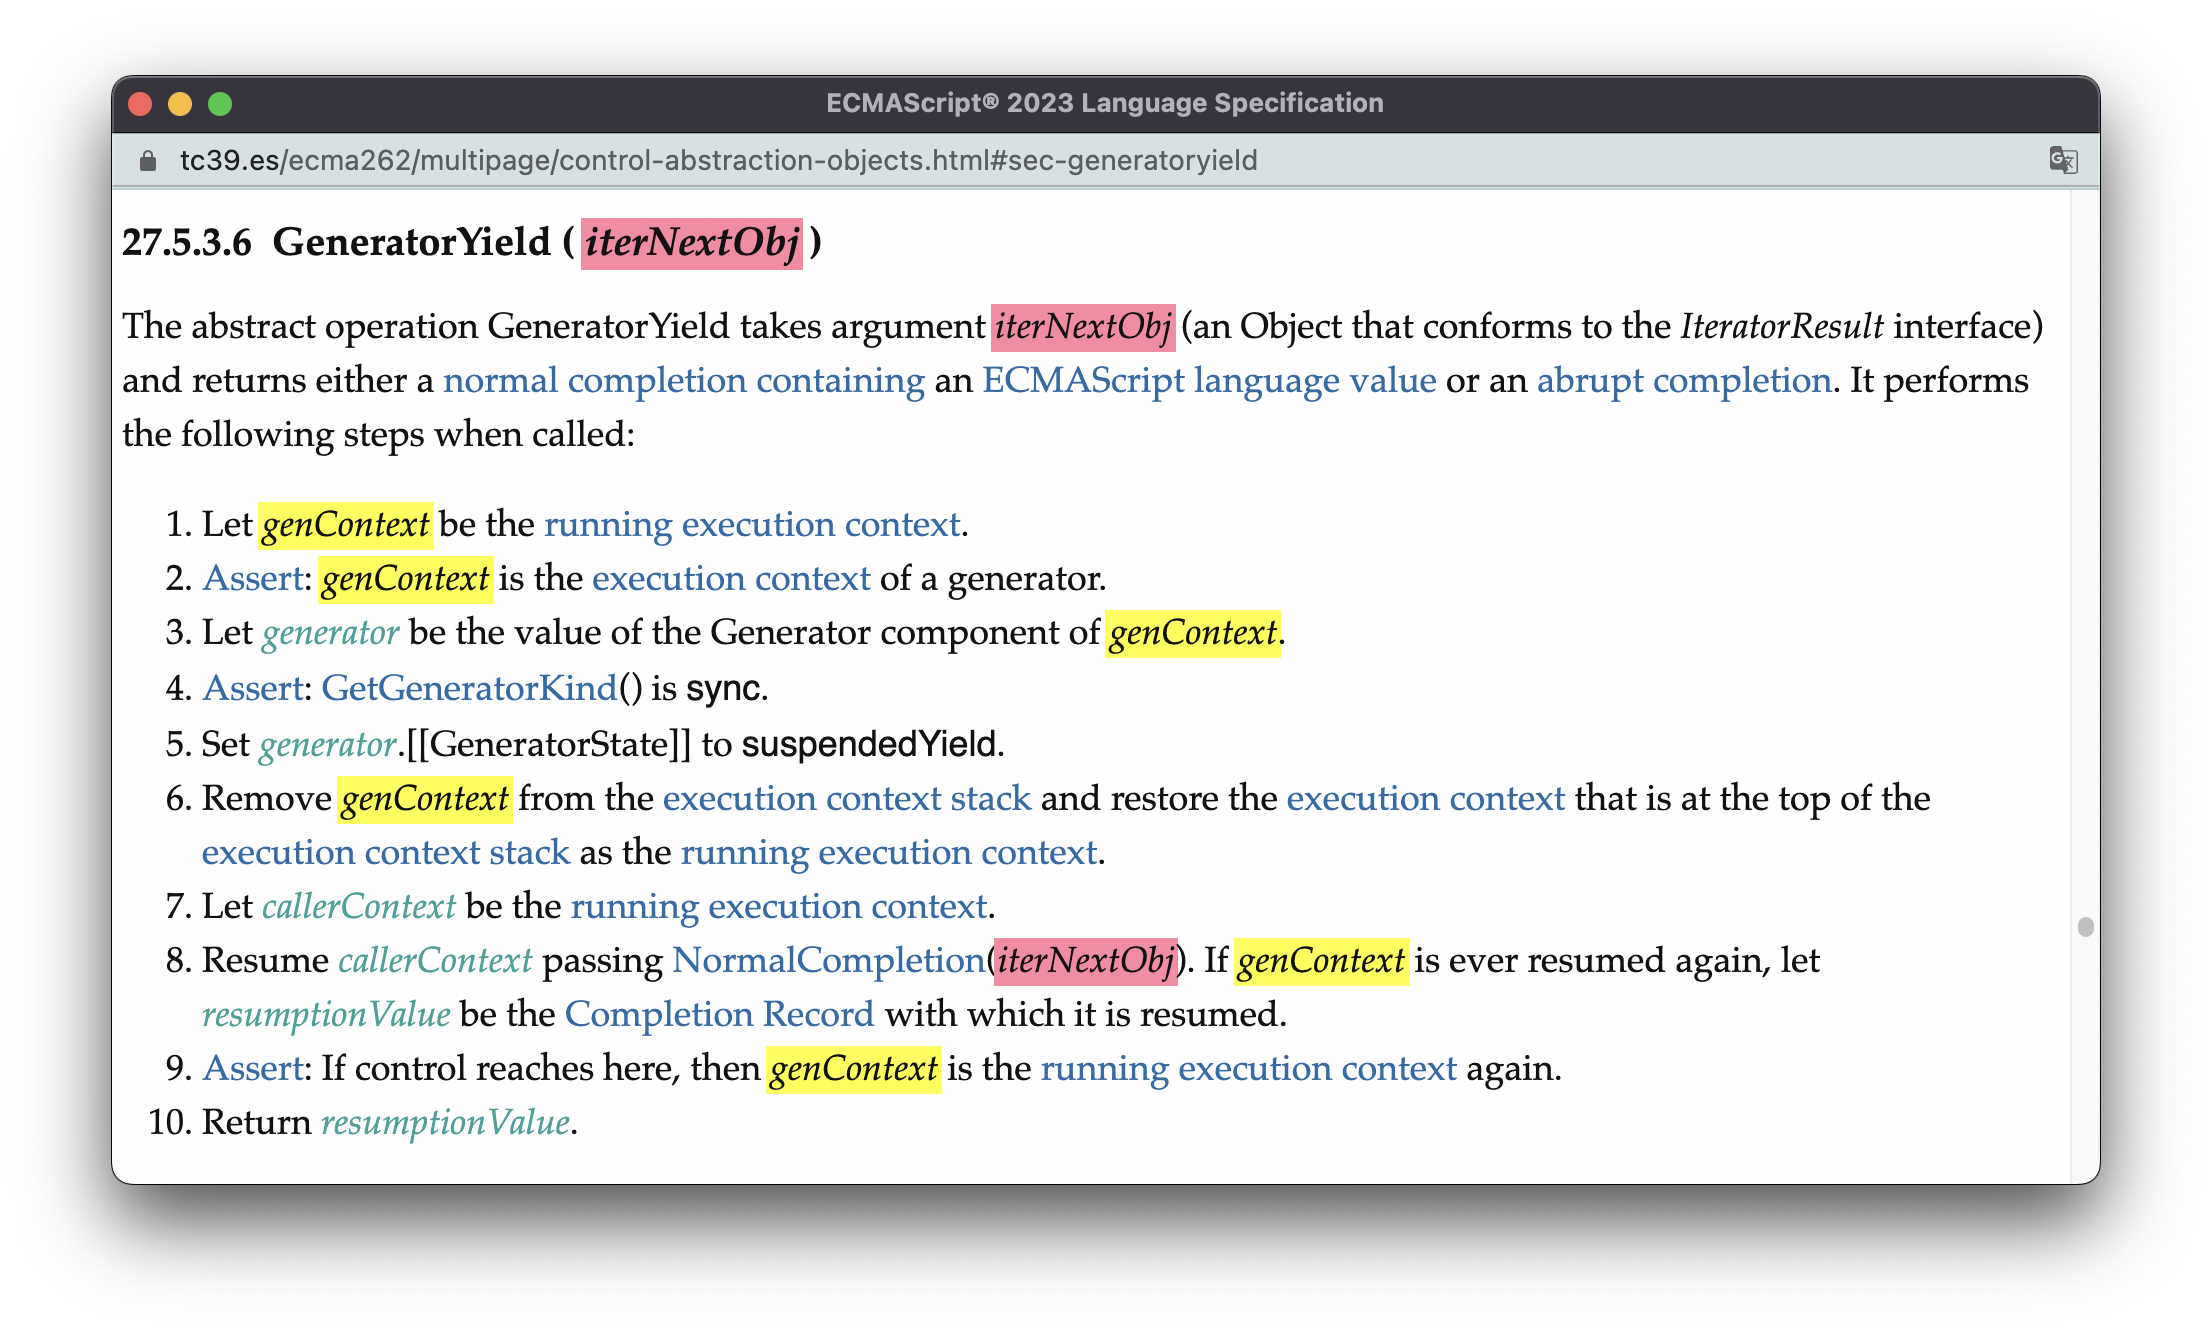 ECMAScript® 2023 Language Specification
tc39.es/ecma262/multipage/control-abstraction-objects.html#sec-generatoryield
27.5.3.6 GeneratorYield ( iterNextObj )
The abstract operation GeneratorYield takes argument iterNextObj (an Object that conforms to the IteratorResult interface)
and returns either a normal completion containing an ECMAScript language value or an abrupt completion. It performs
the following steps when called:
1. Let genContext be the running execution context.
2. Assert: genContext is the execution context of a generator.
3. Let generator be the value of the Generator component of genContext.
4. Assert: GetGeneratorKind() is sync.
5. Set generator.[[GeneratorState]] to suspendedYield.
6. Remove genContext from the execution context stack and restore the execution context that is at the top of the
execution context stack as the running execution context.
7. Let callerContext be the running execution context.
8. Resume callerContext passing NormalCompletion(iterNextObj). If genContext is ever resumed again, let
resumptionValue be the Completion Record with which it is resumed.
9. Assert: If control reaches here, then genContext is the running execution context again.
10. Return resumptionValue.